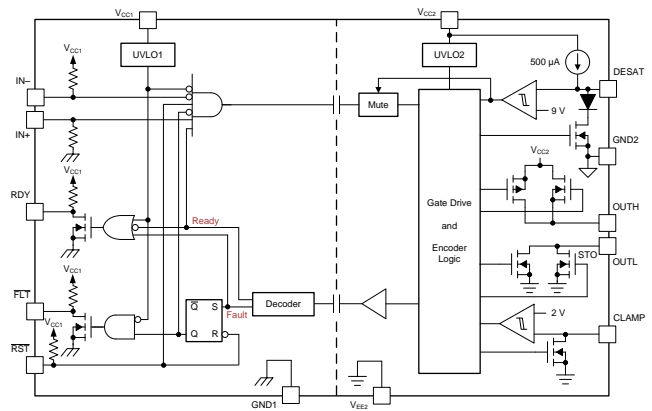 VCC1
VCC2
UVLO1
UVLO2
500 µA
DESAT
VCC1
IN–
IN+
Mute
9 V
GND2
VCC1
RDY
Ready
Gate Drive
and
Encoder
Logic
VCC2
OUTH
STO
OUTL
VCC1
FLT
VCC1
RST
Q S
Q R
Fault
Decoder
2 V
CLAMP
GND1
VEE2